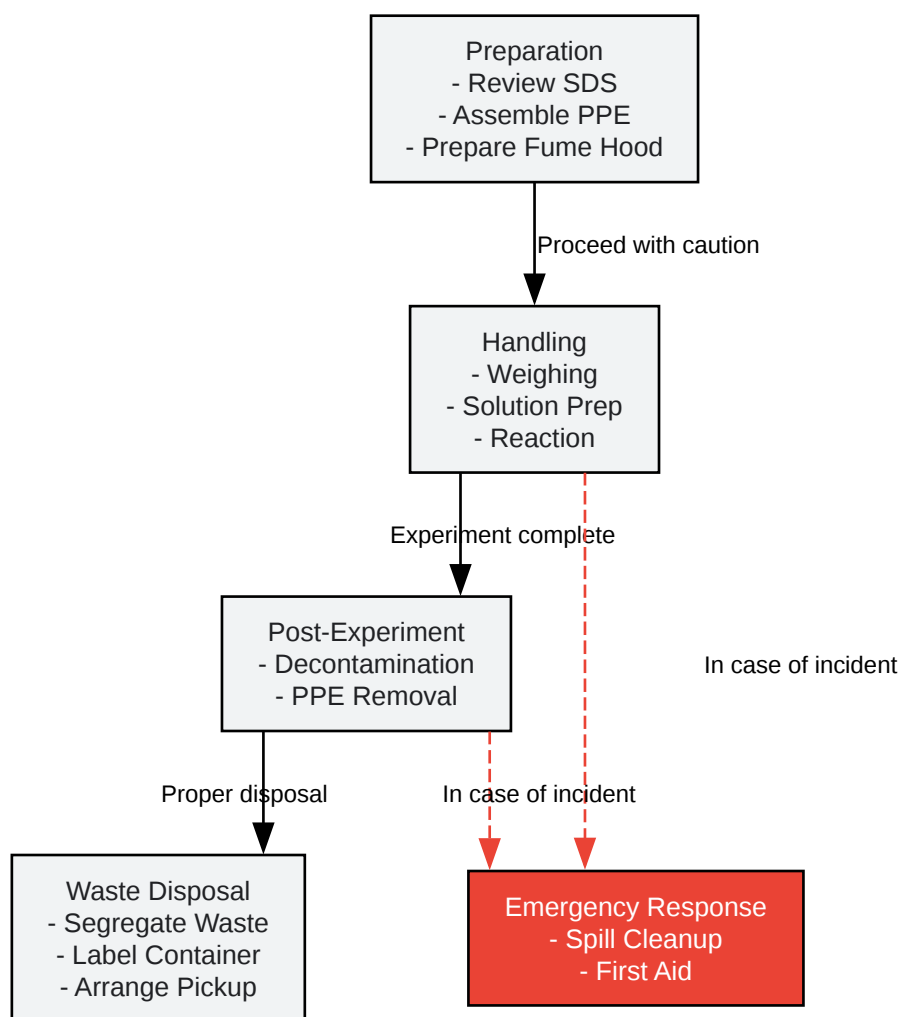 Preparation
- Review SDS
- Assemble PPE
- Prepare Fume Hood
Proceed with caution
Handling
- Weighing
- Solution Prep
- Reaction
Experiment complete
Post-Experiment
- Decontamination
- PPE Removal
In case of incident
Proper disposal
In case of incident
Waste Disposal
- Segregate Waste
- Label Container
- Arrange Pickup
Emergency Response
- Spill Cleanup
- First Aid